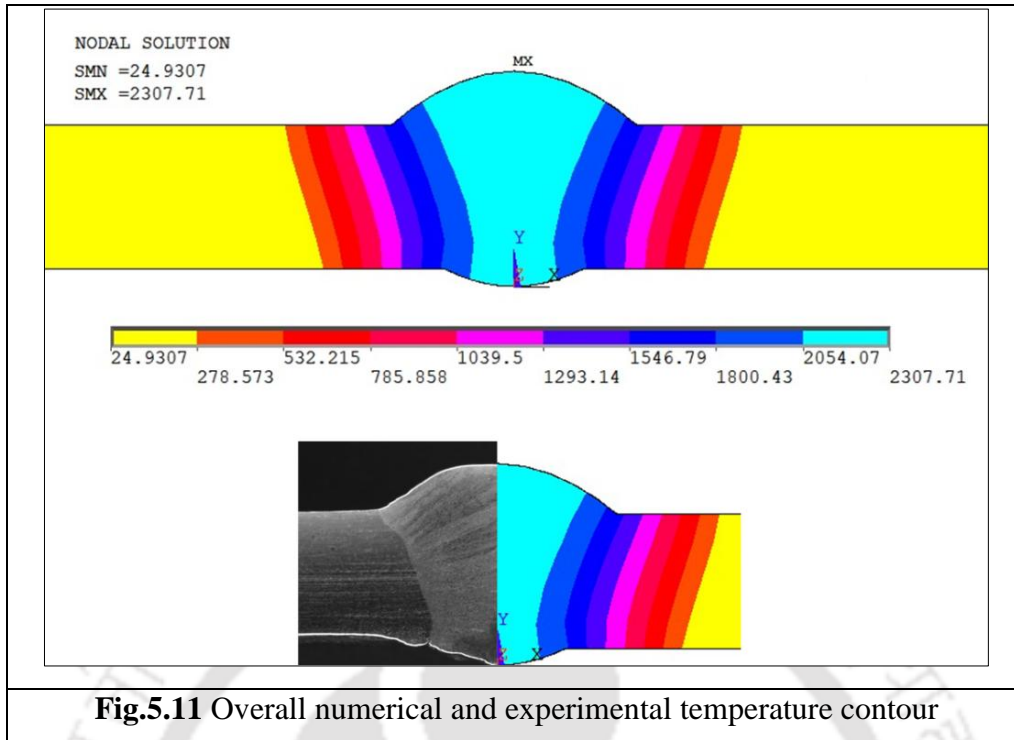 NODAL SOLUTION
SMN =24.9307
SMX =2307.71
MX
Y
Z X
24.9307 532.215 1039.5 1546.79 2054.07
278.573 785.858 1293.14 1800.43 2307.71
Y
Z X
Fig.5.11 Overall numerical and experimental temperature contour